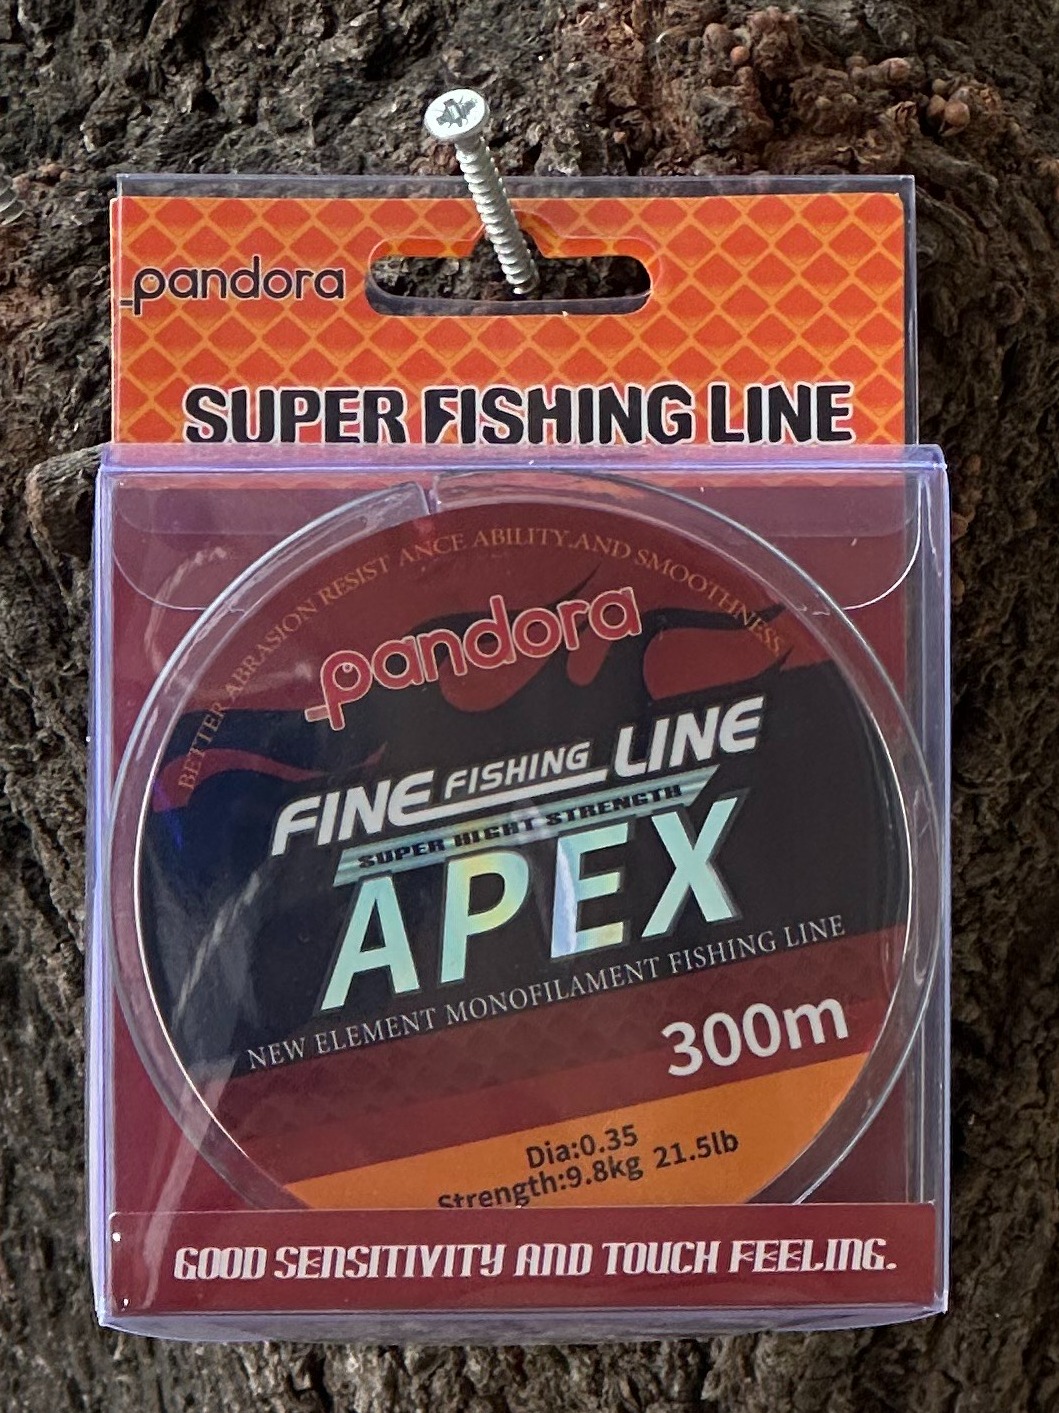 pandora
SUPER FISHING LINE
BETTER ABRASION RESIST ANCE ABILITY,AND SMOOTHNESS.
pandora
FINE FISHING LINE
SUPER HIGHT STRENGTH
APEX
NEW ELEMENT MONOFILAMENT FISHING LINE
300m
Dia:0.35
Strength:9.8kg 21.5lb
GOOD SENSITIVITY AND TOUCH FEELING.